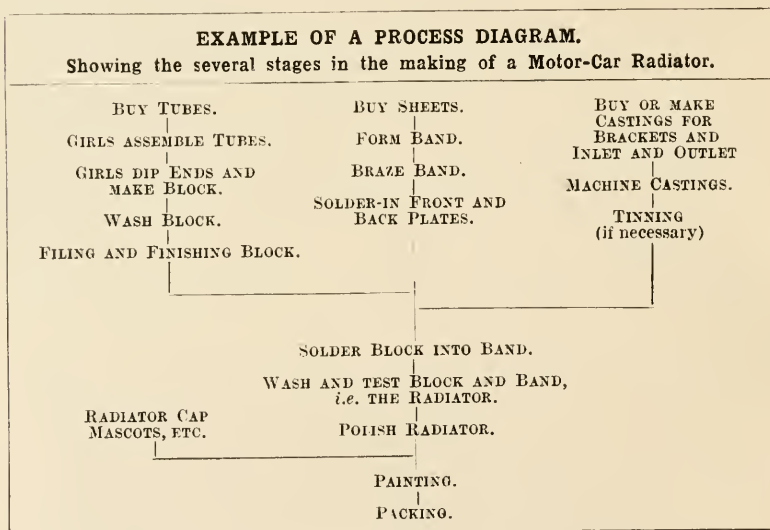 EXAMPLE OF A PROCESS DIAGRAM.
Showing the several stages in the making of a Motor-Car Radiator.
BUY TUBES.
GIRLS ASSEMBLE TUBES.
GIRLS DIP ENDS AND
MAKE BLOCK.
WASH BLOCK.
FILING AND FINISHING BLOCK.
BUY SHEETS.
FORM BAND.
BRAZE BAND.
SOLDER-IN FRONT AND
BACK PLATES.
BUY OR MAKE
CASTINGS FOR
BRACKETS AND
INLET AND OUTLET
MACHINE CASTINGS.
TINNING
(if necessary)
SOLDER BLOCK INTO BAND.
WASH AND TEST BLOCK AND BAND,
i.e. THE RADIATOR.
RADIATOR CAP
MASCOTS, ETC.
POLISH RADIATOR.
PAINTING.
PACKING.